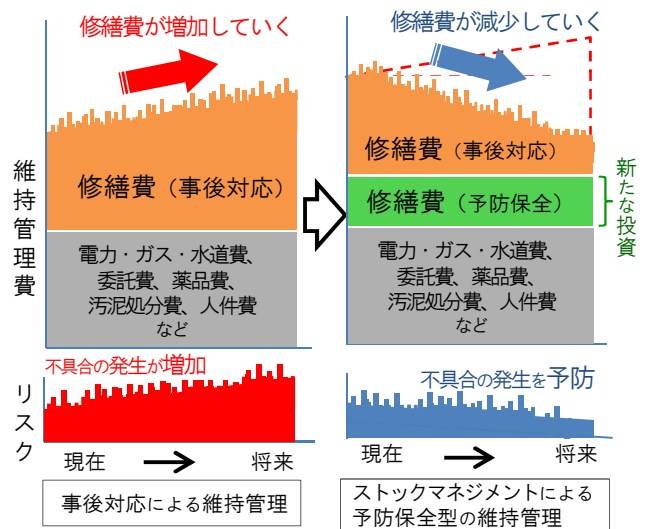 修繕費が増加していく
修繕費（事後対応）
電力・ガス・水道費、
委託費、薬品費、
汚泥処分費、人件費
など
維持管理費
修繕費が減少していく
修繕費（事後対応）
修繕費（予防保全）
新たな投資
電力・ガス・水道費、
委託費、薬品費、
汚泥処分費、人件費
など
不具合の発生が増加
リスク
現在
将来
事後対応による維持管理
不具合の発生を予防
現在
将来
ストックマネジメントによる
予防保全型の維持管理